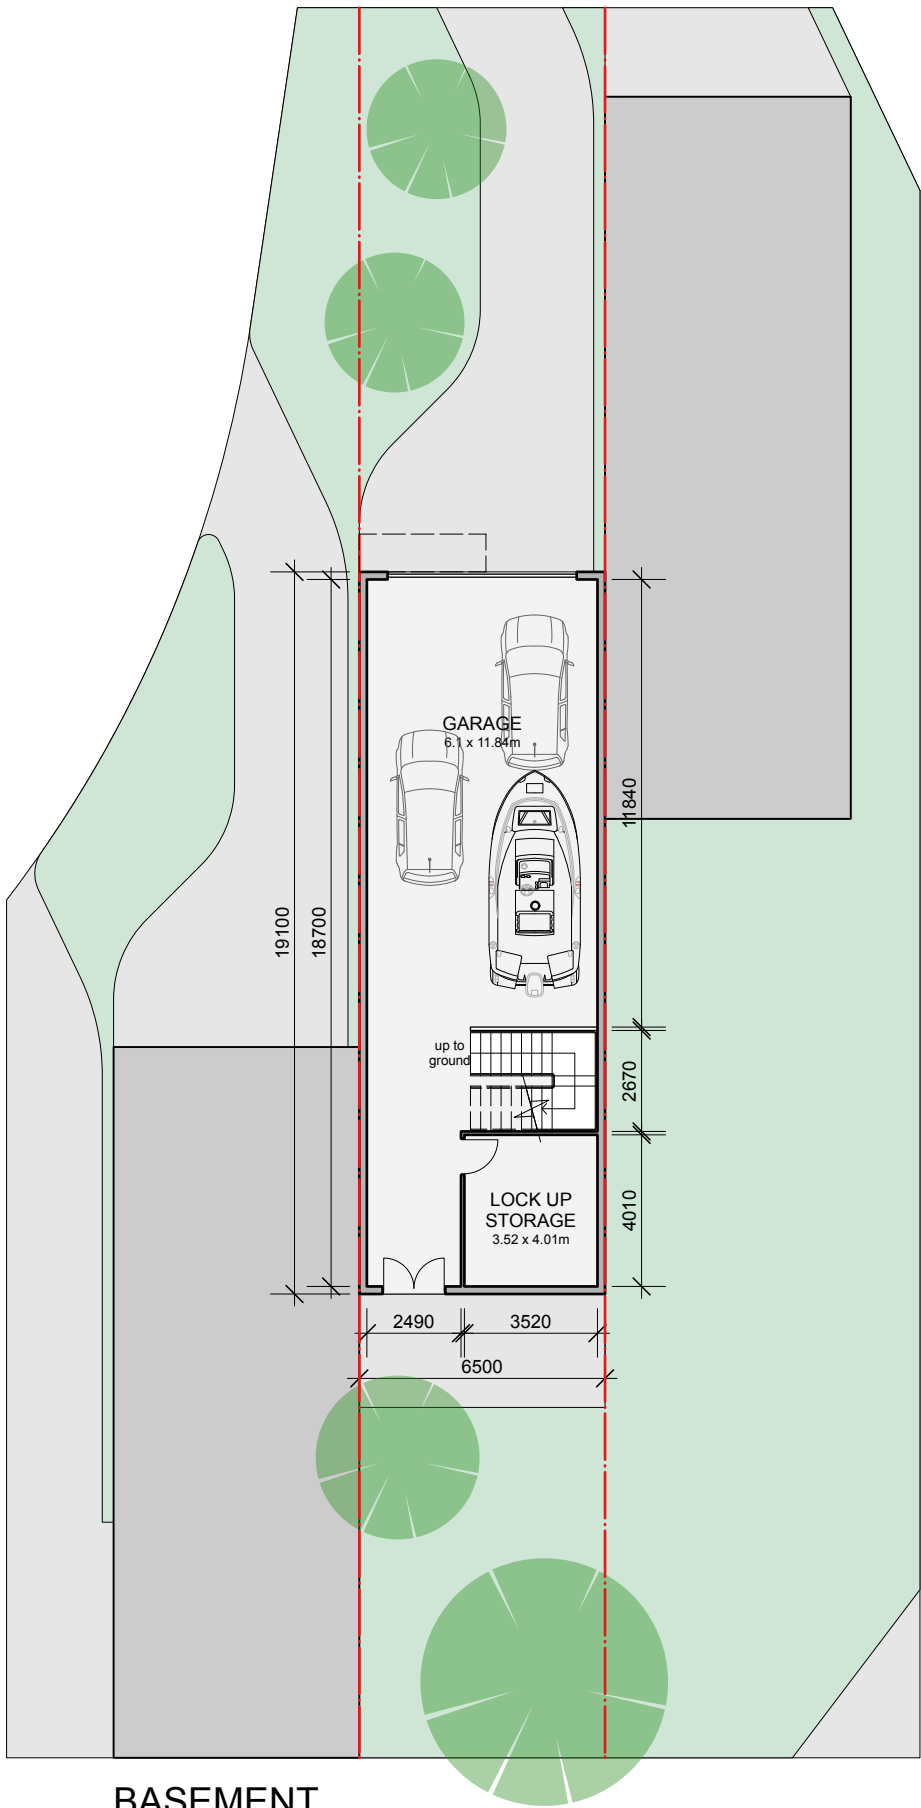 GARAGE
6.1 x 11.84m
11840
19100
18700
up to
ground
2670
LOCK UP
STORAGE
3.52 x 4.01m
4010
2490
3520
6500
BASEMENT